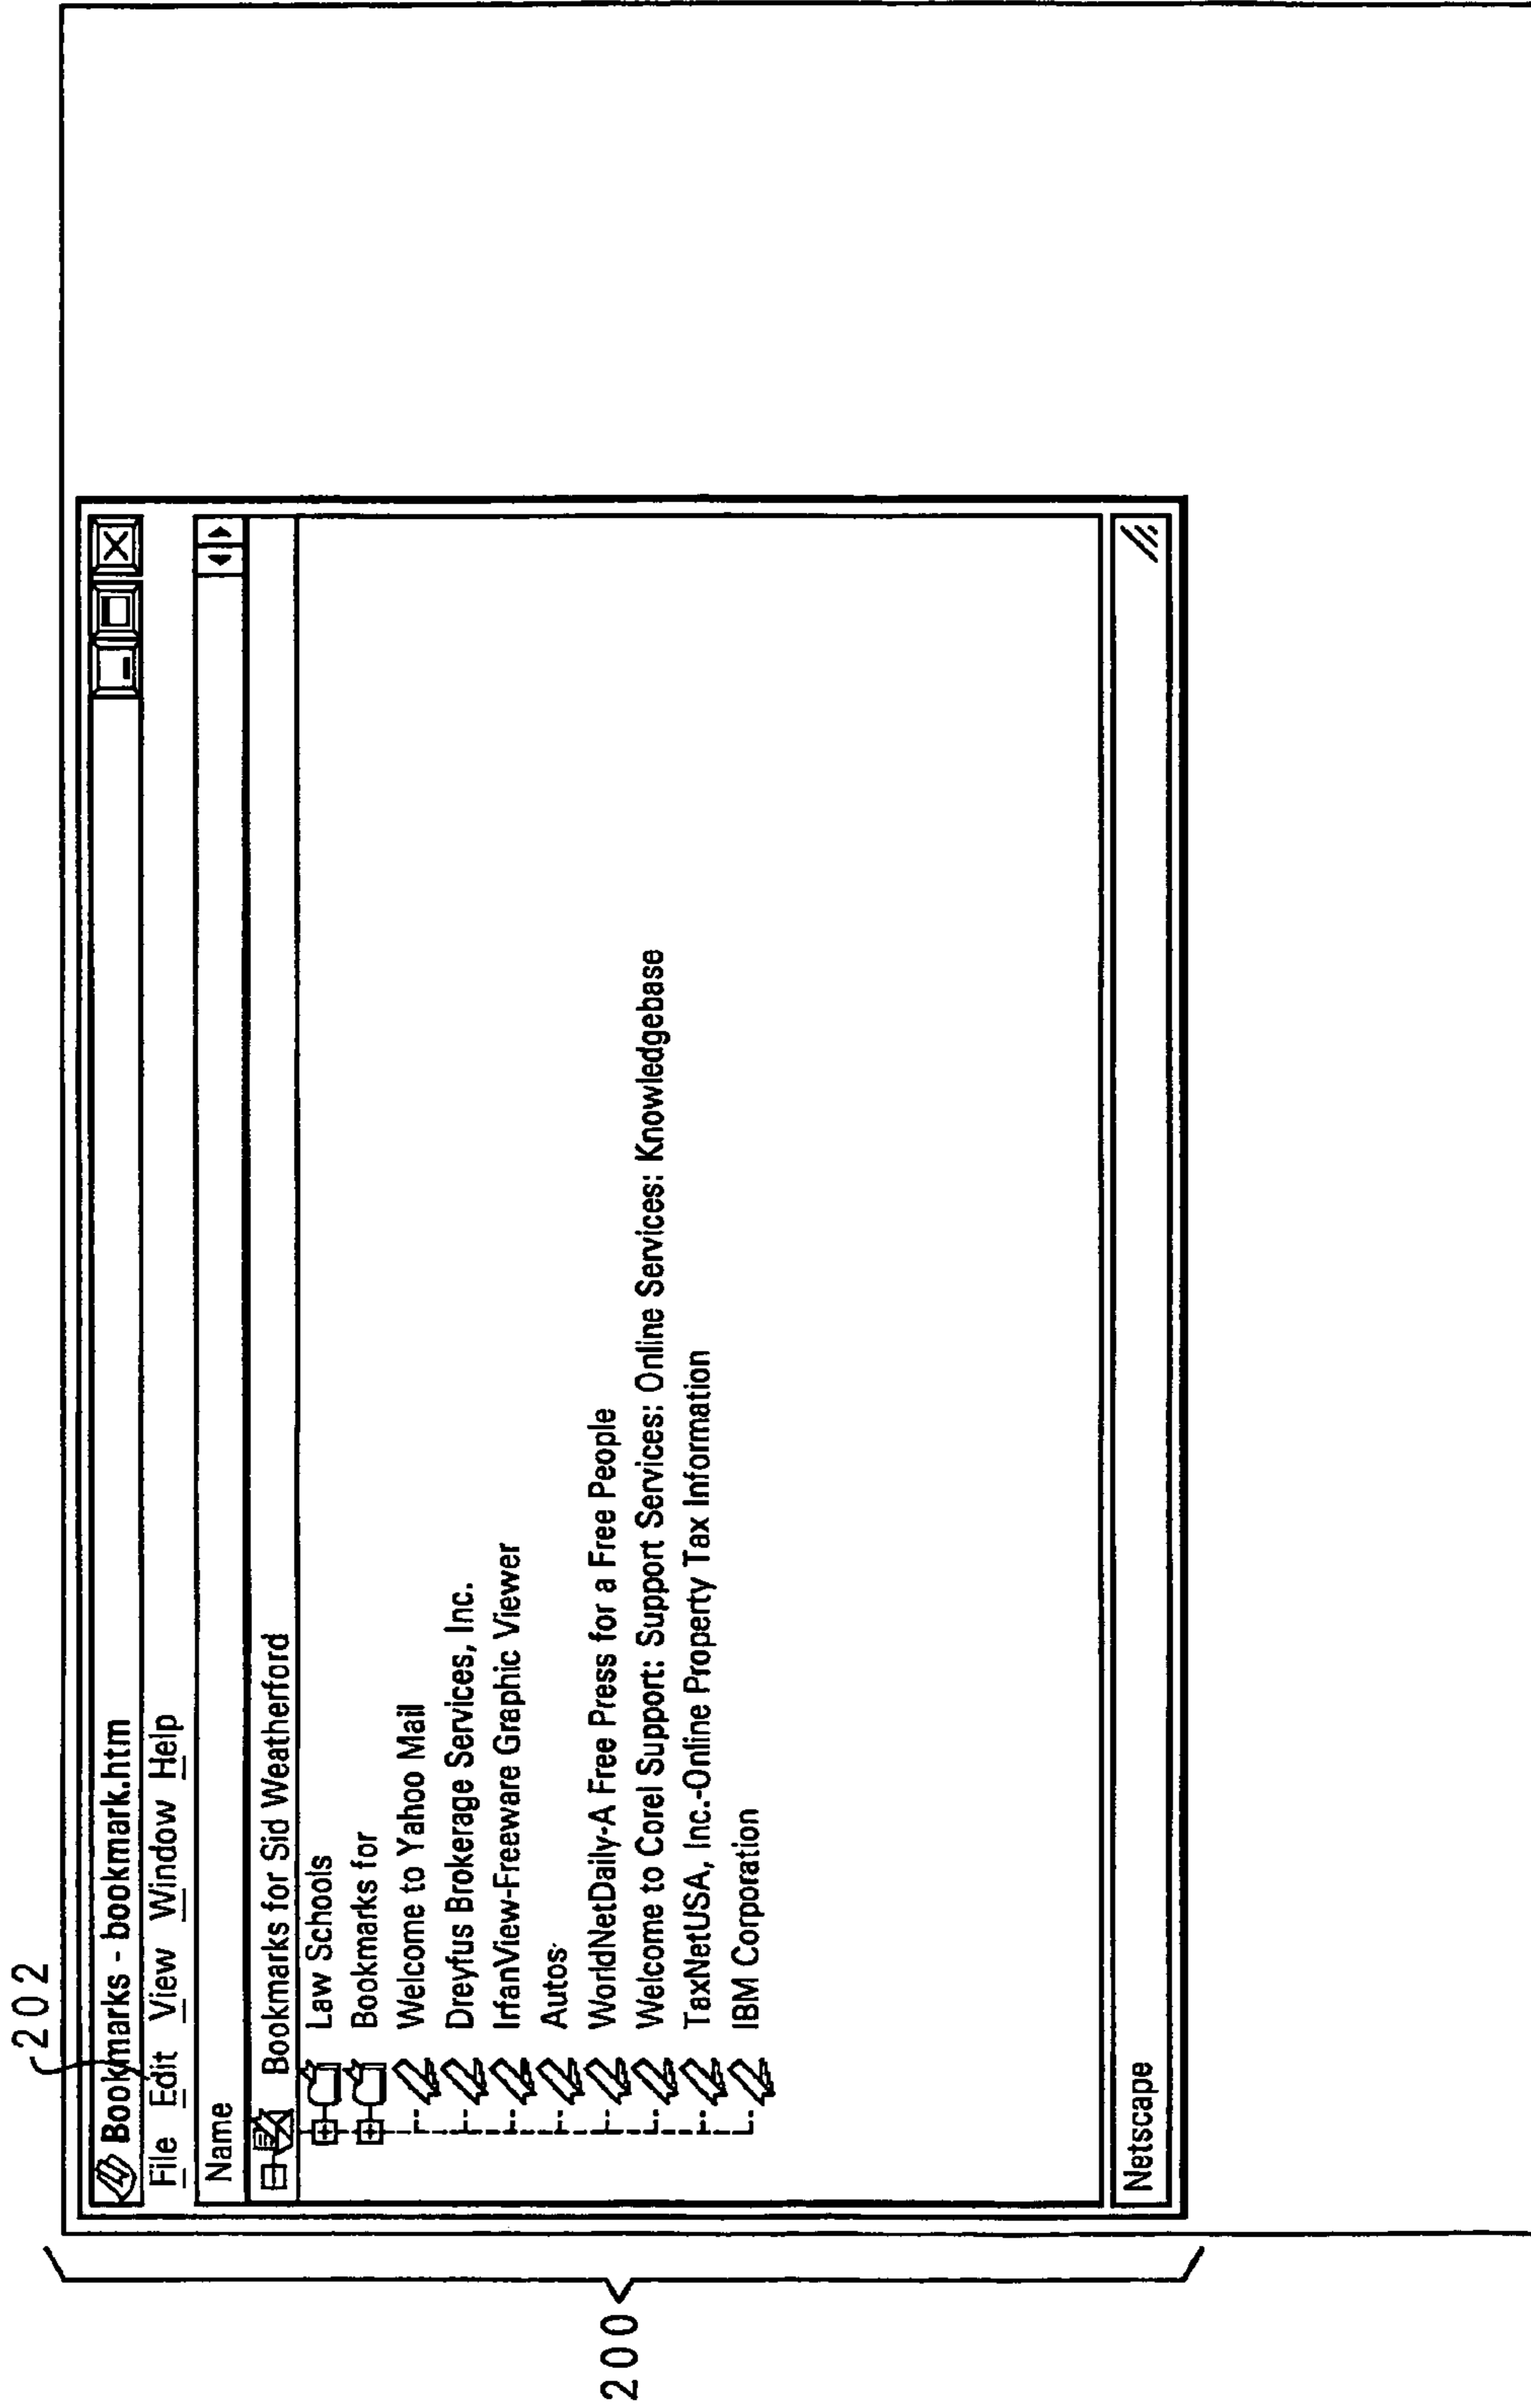 202
Bookmarks - bookmark.htm
File Edit View Window Help
Name
Bookmarks for Sid Weatherford
Law Schools
Bookmarks for
Welcome to Yahoo Mail
Dreyfus Brokerage Services, Inc.
IrfanView-Freeware Graphic Viewer
Autos
WorldNetDaily-A Free Press for a Free People
Welcome to Corel Support: Support Services: Online Services: Knowledgebase
TaxNetUSA, Inc.-Online Property Tax Information
IBM Corporation
Netscape
200